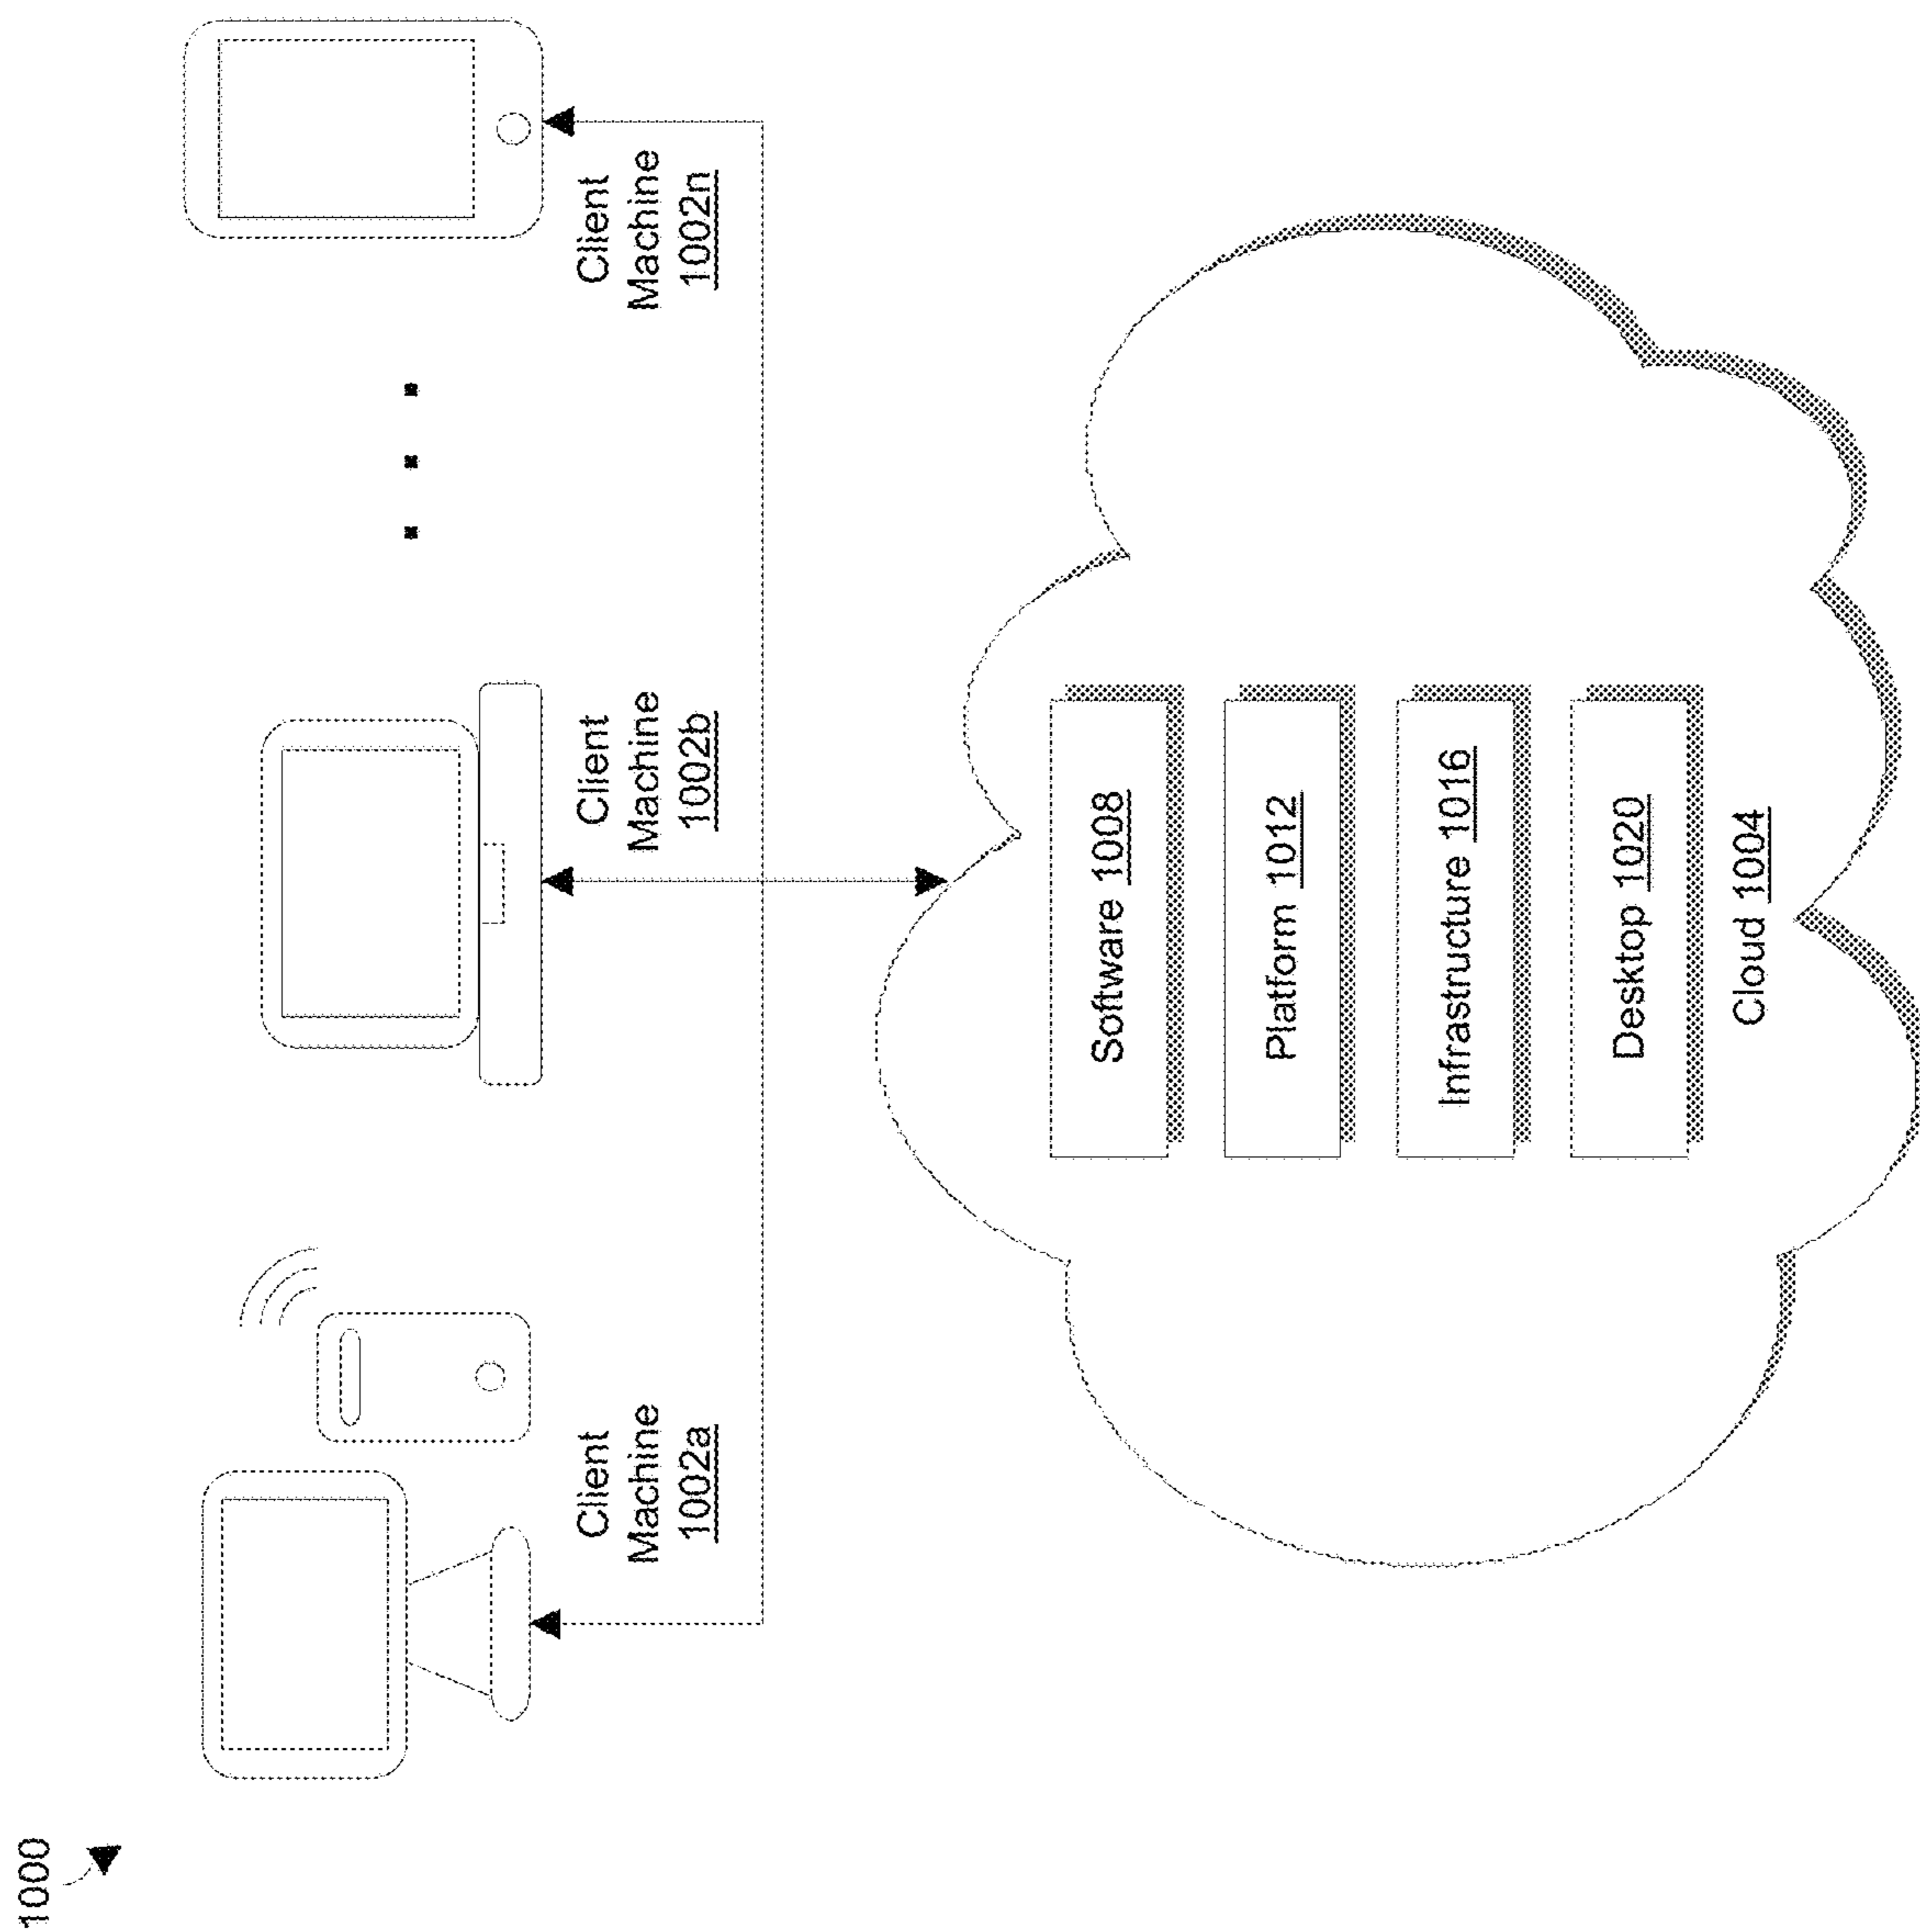 1000
Client
Machine
1002a
Client
Machine
1002b
Client
Machine
1002n
Software 1008
Platform 1012
Infrastructure 1016
Desktop 1020
Cloud 1004